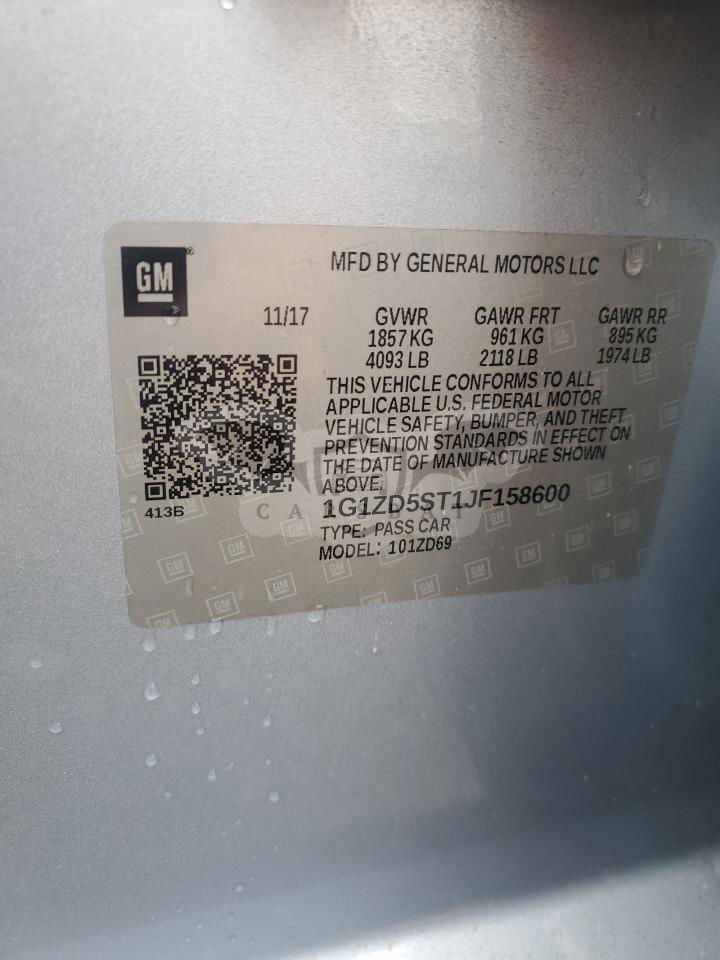 GM
MFD BY GENERAL MOTORS LLC
11/17 GVWR GAWR FRT GAWR RR
1857 KG 961 KG 895 KG
4093 LB 2118 LB 1974 LB
THIS VEHICLE CONFORMS TO ALL
APPLICABLE U.S. FEDERAL MOTOR
VEHICLE SAFETY, BUMPER, AND THEFT
PREVENTION STANDARDS IN EFFECT ON
THE DATE OF MANUFACTURE SHOWN
ABOVE.
413B
1G1ZD5ST1JF158600
TYPE: PASS CAR
MODEL: 101ZD69